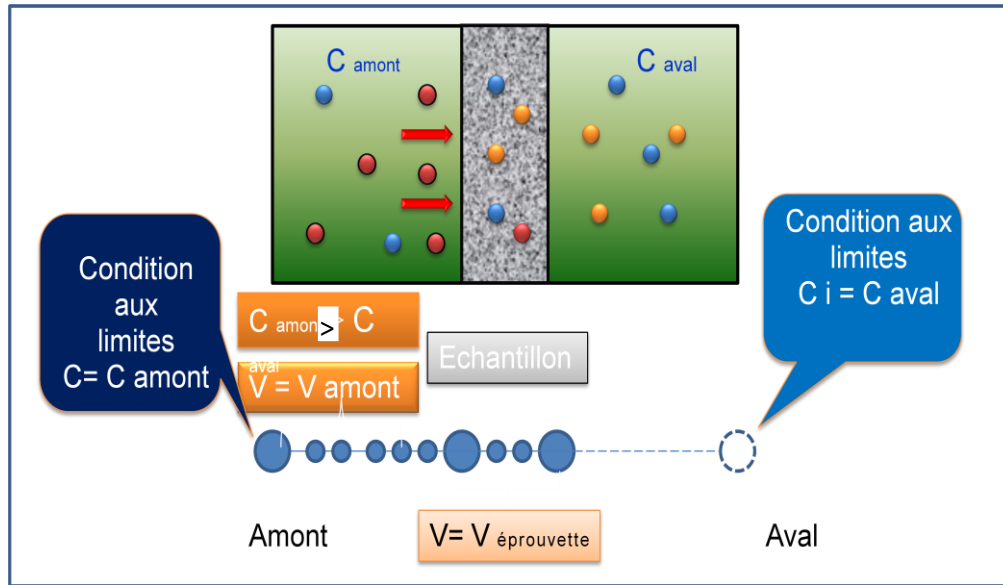 C amont
C aval
Condition
aux
limites
C= C amont
Condition aux
limites
C i = C aval
C amon > C
aval
V = V amont
Echantillon
Amont
V= V éprouvette
Aval